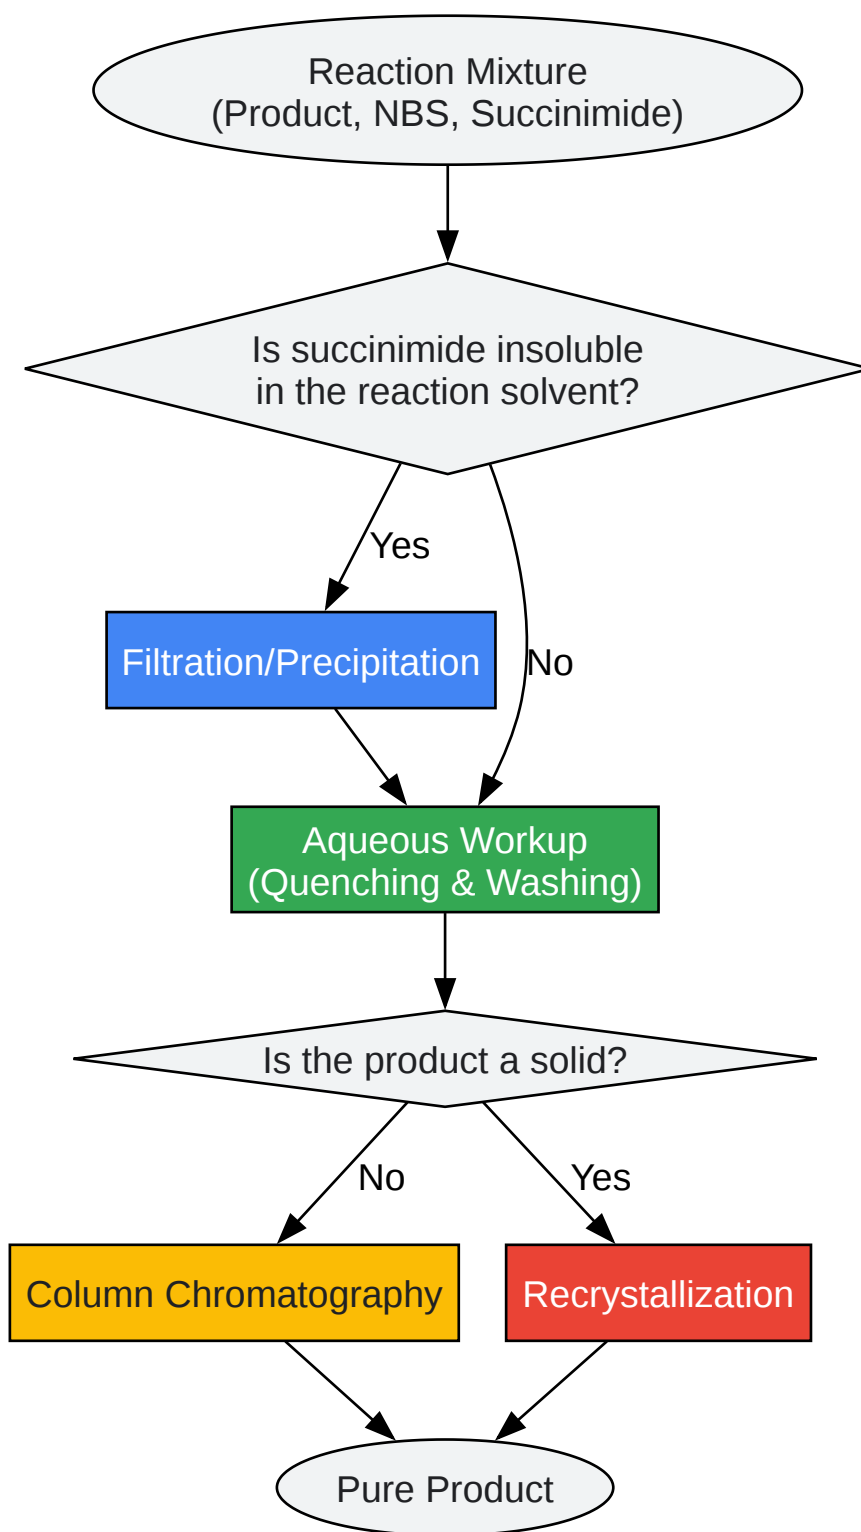 Reaction Mixture
(Product, NBS, Succinimide)
Is succinimide insoluble
in the reaction solvent?
Yes
Filtration/Precipitation
No
Aqueous Workup
(Quenching & Washing)
Is the product a solid?
No
Yes
Column Chromatography
Recrystallization
Pure Product